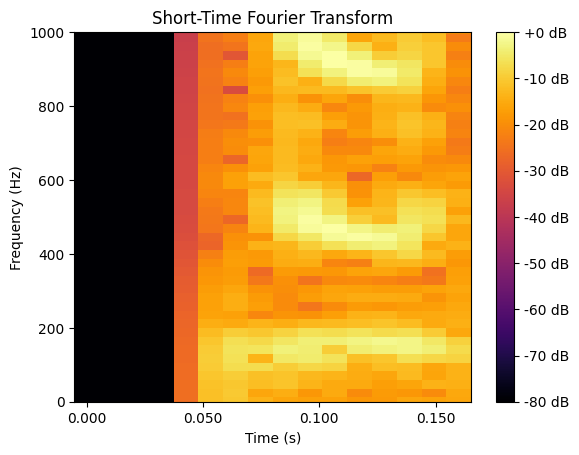 Short-Time Fourier Transform
1000
800
600
400
200
0
Frequency (Hz)
0.000
0.050
0.100
0.150
Time (s)
+0 dB
-10 dB
-20 dB
-30 dB
-40 dB
-50 dB
-60 dB
-70 dB
-80 dB